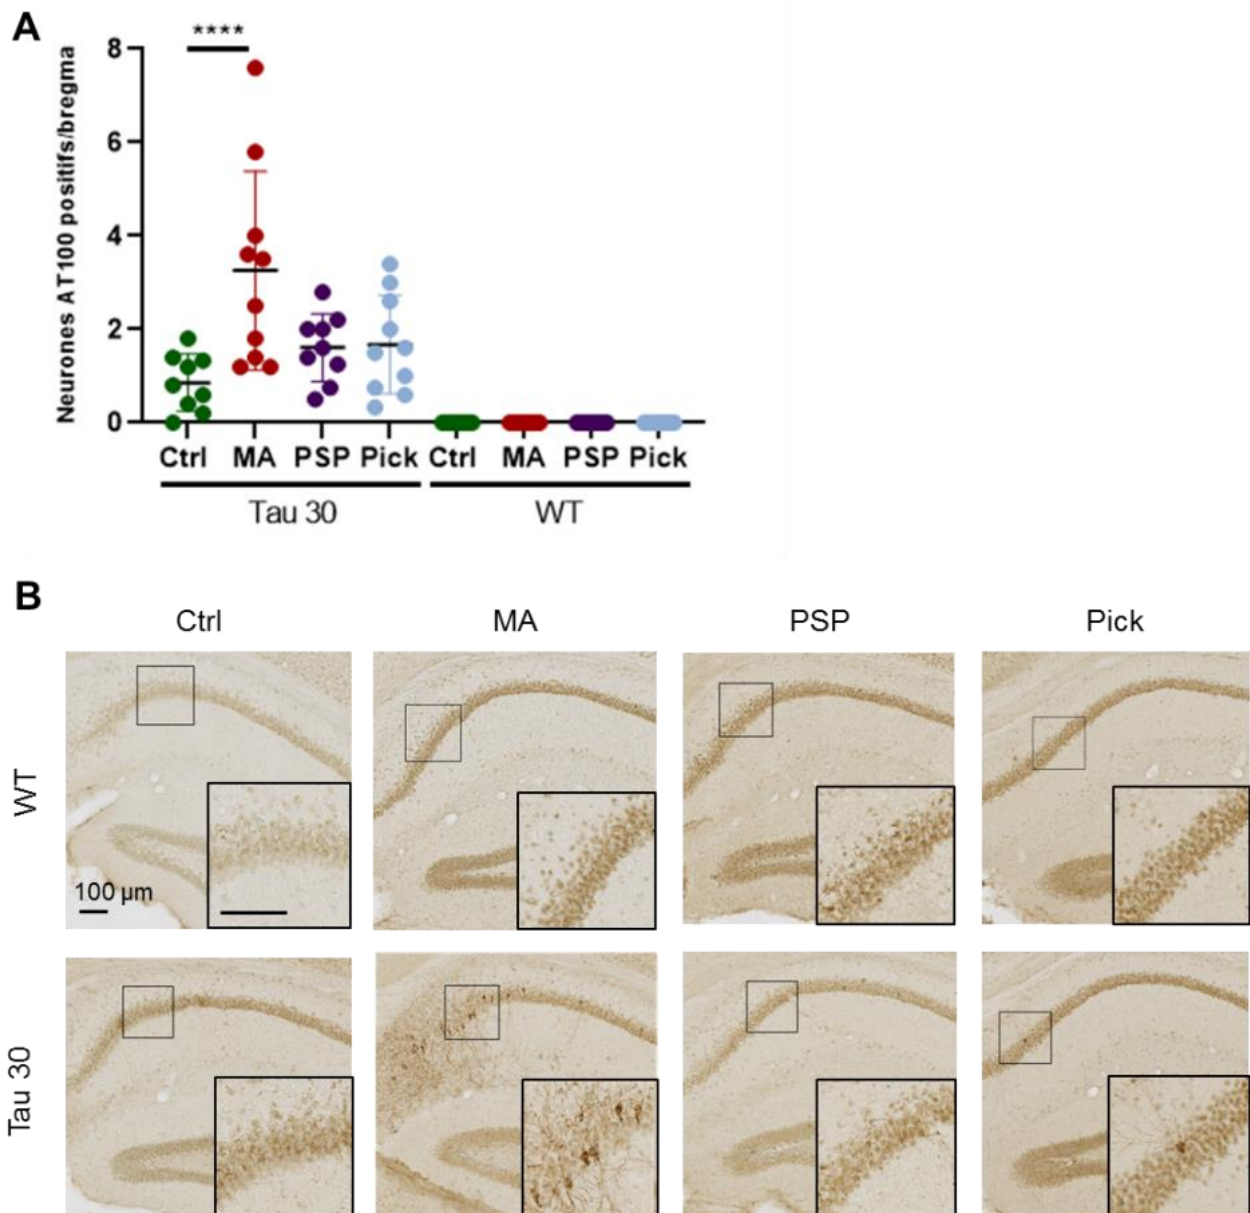 A
****
Neurones AT100 positifs/bregma
8
6
4
2
0
Ctrl MA PSP Pick Ctrl MA PSP Pick
Tau 30 WT
B
Ctrl MA PSP Pick
WT
100 µm
Tau 30